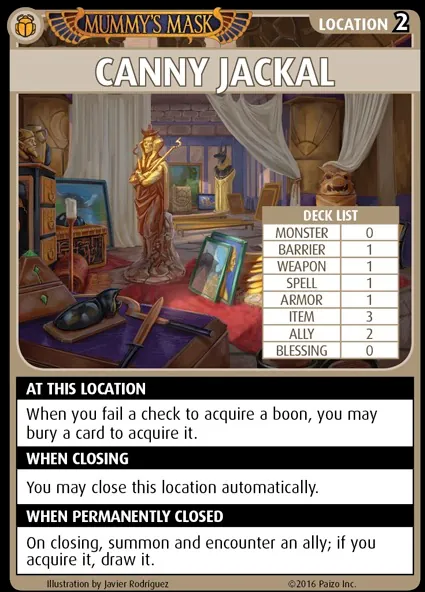 MUMMY'S MASK
LOCATION 2
CANNY JACKAL
DECK LIST
MONSTER 0
BARRIER 1
WEAPON 1
SPELL 1
ARMOR 1
ITEM 3
ALLY 2
BLESSING 0
AT THIS LOCATION
When you fail a check to acquire a boon, you may
bury a card to acquire it.
WHEN CLOSING
You may close this location automatically.
WHEN PERMANENTLY CLOSED
On closing, summon and encounter an ally; if you
acquire it, draw it.
Illustration by Javier Rodriguez
©2016 Paizo Inc.